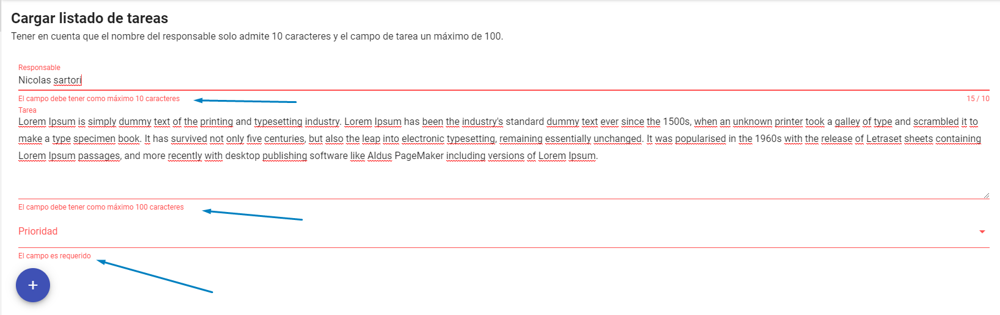 Cargar listado de tareas
Tener en cuenta que el nombre del responsable solo admite 10 caracteres y el campo de tarea un máximo de 100.
Responsable
Nicolas sartori
El campo debe tener como máximo 10 caracteres 15 / 10
Tarea
Lorem Ipsum is simply dummy text of the printing and typesetting industry. Lorem Ipsum has been the industry's standard dummy text ever since the 1500s, when an unknown printer took a galley of type and scrambled it to
make a type specimen book. It has survived not only five centuries, but also the leap into electronic typesetting, remaining essentially unchanged. It was popularised in the 1960s with the release of Letraset sheets containing
Lorem Ipsum passages, and more recently with desktop publishing software like Aldus PageMaker including versions of Lorem Ipsum.
El campo debe tener como máximo 100 caracteres
Prioridad
El campo es requerido
+